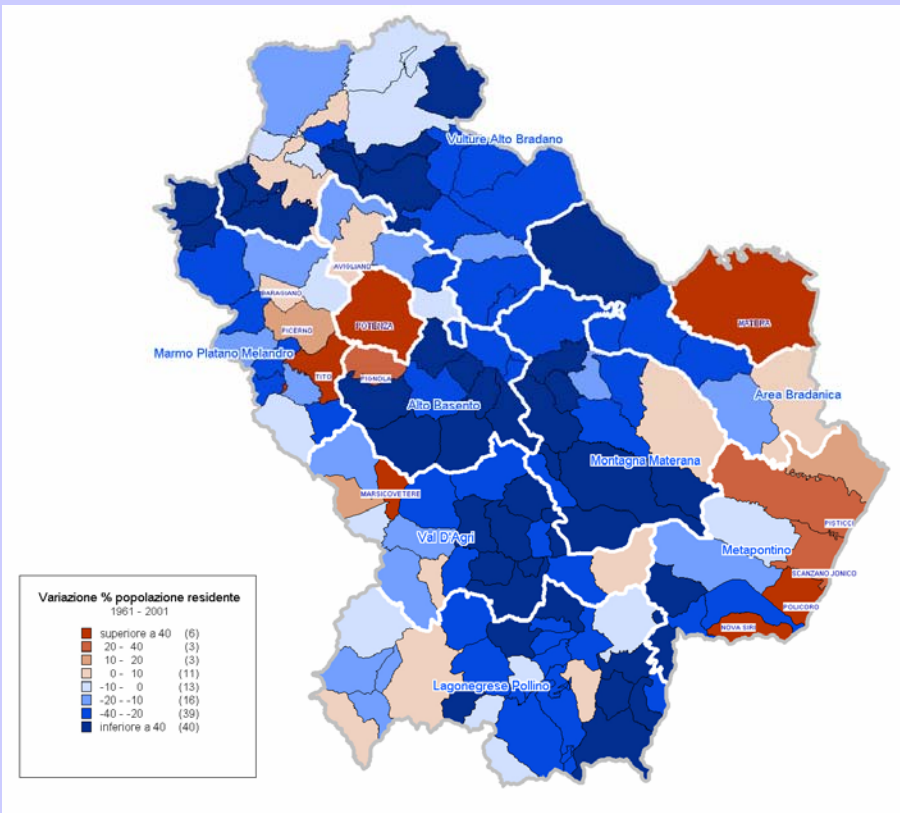 Vulture Alto Bradano
AVIGLIANO
BARAGIANO
PICERNO
POTENZA
MATERA
Marmo Platano Melandro
TITO
PIGNOLA
Area Bradanica
Alto Basento
Montagna Materana
MARSICOVETERE
PISTICCI
Val D'Agri
Metapontino
SCANZANO JONICO
POLICORO
NOVA SIRI
Lagonegrese Pollino
Variazione % popolazione residente
1961 - 2001
superiore a 40 (6)
20 - 40 (3)
10 - 20 (3)
0 - 10 (11)
-10 - 0 (13)
-20 - -10 (16)
-40 - -20 (39)
inferiore a 40 (40)